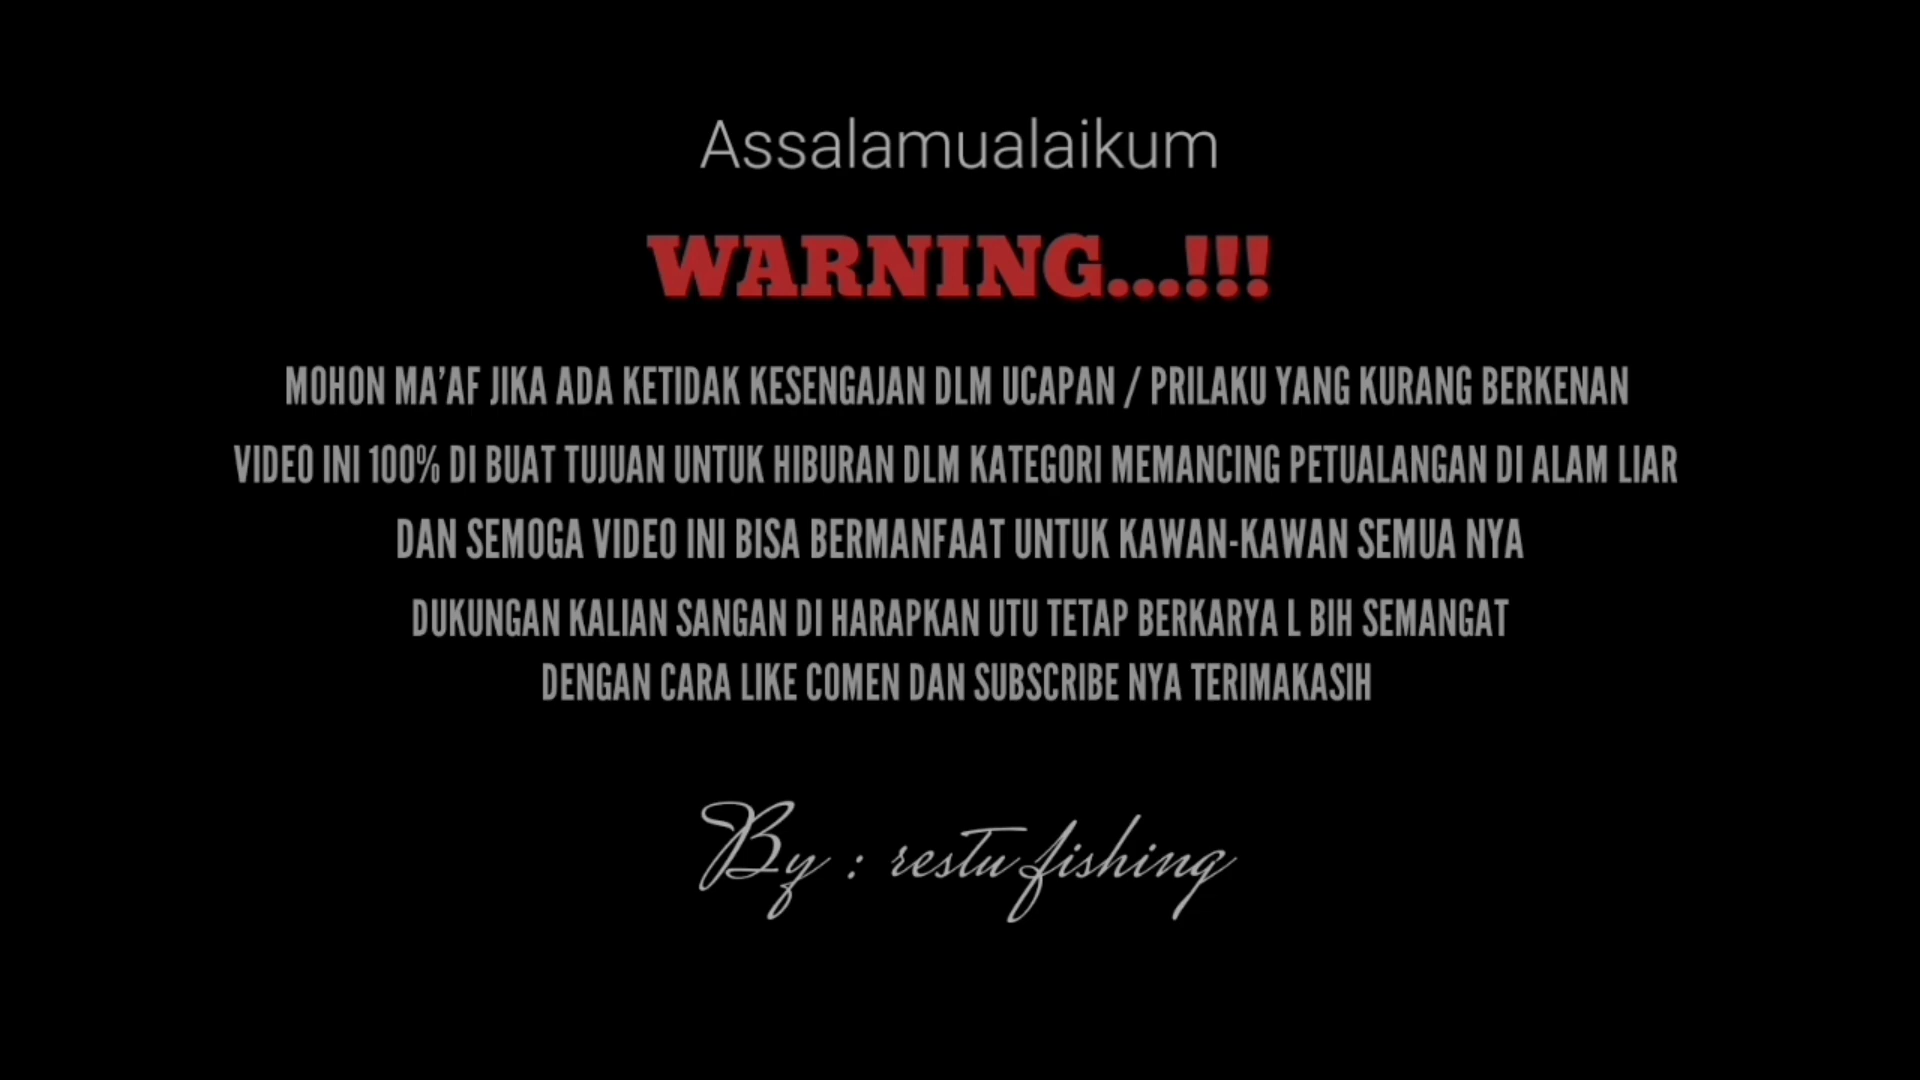 Assalamualaikum
WARNING...!!!
MOHON MA'AF JIKA ADA KETIDAK KESENGAJAN DLM UCAPAN / PRILAKU YANG KURANG BERKENAN
VIDEO INI 100% DI BUAT TUJUAN UNTUK HIBURAN DLM KATEGORI MEMANCING PETUALANGAN DI ALAM LIAR
DAN SEMOGA VIDEO INI BISA BERMANFAAT UNTUK KAWAN-KAWAN SEMUA NYA
DUKUNGAN KALIAN SANGAN DI HARAPKAN UTU TETAP BERKARYA L BIH SEMANGAT
DENGAN CARA LIKE COMEN DAN SUBSCRIBE NYA TERIMAKASIH
By : restu fishing